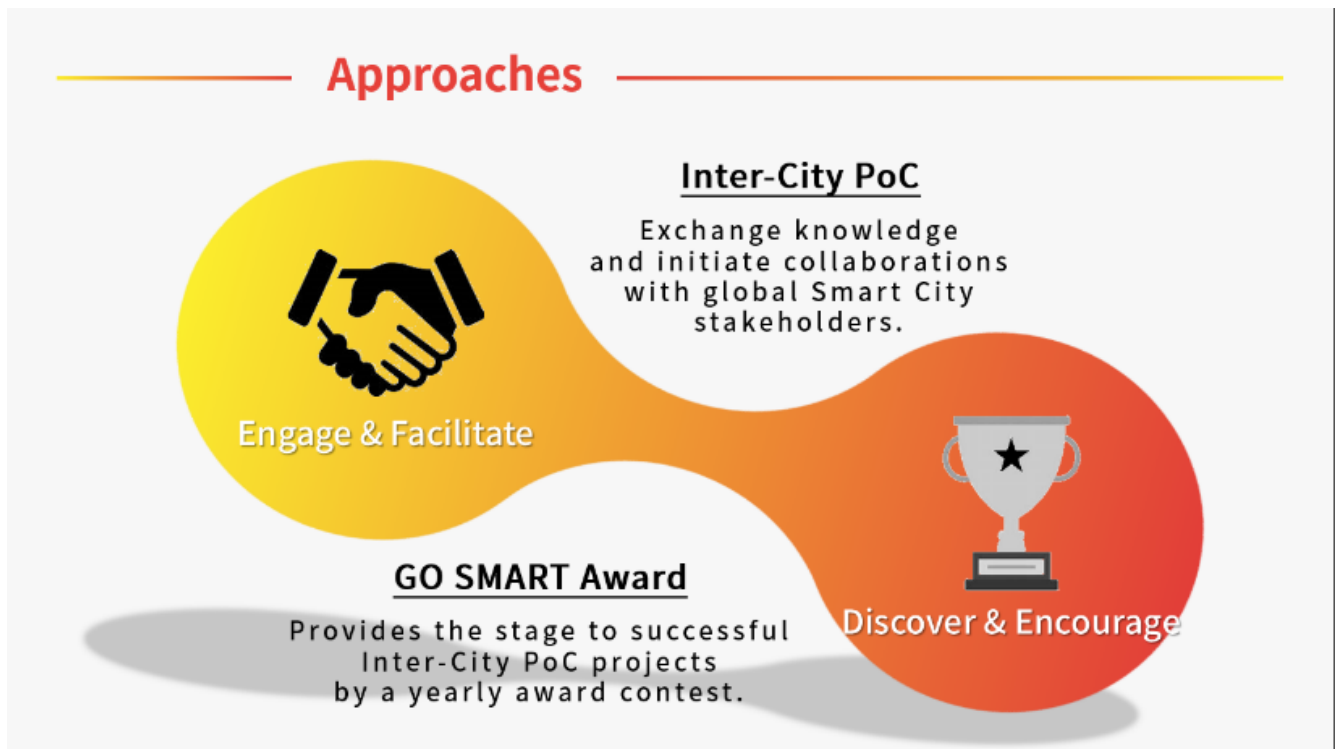 Approaches
Inter-City PoC
Exchange knowledge
and initiate collaborations
with global Smart City
stakeholders.
Engage & Facilitate
GO SMART Award
Provides the stage to successful
Inter-City PoC projects
by a yearly award contest.
Discover & Encourage